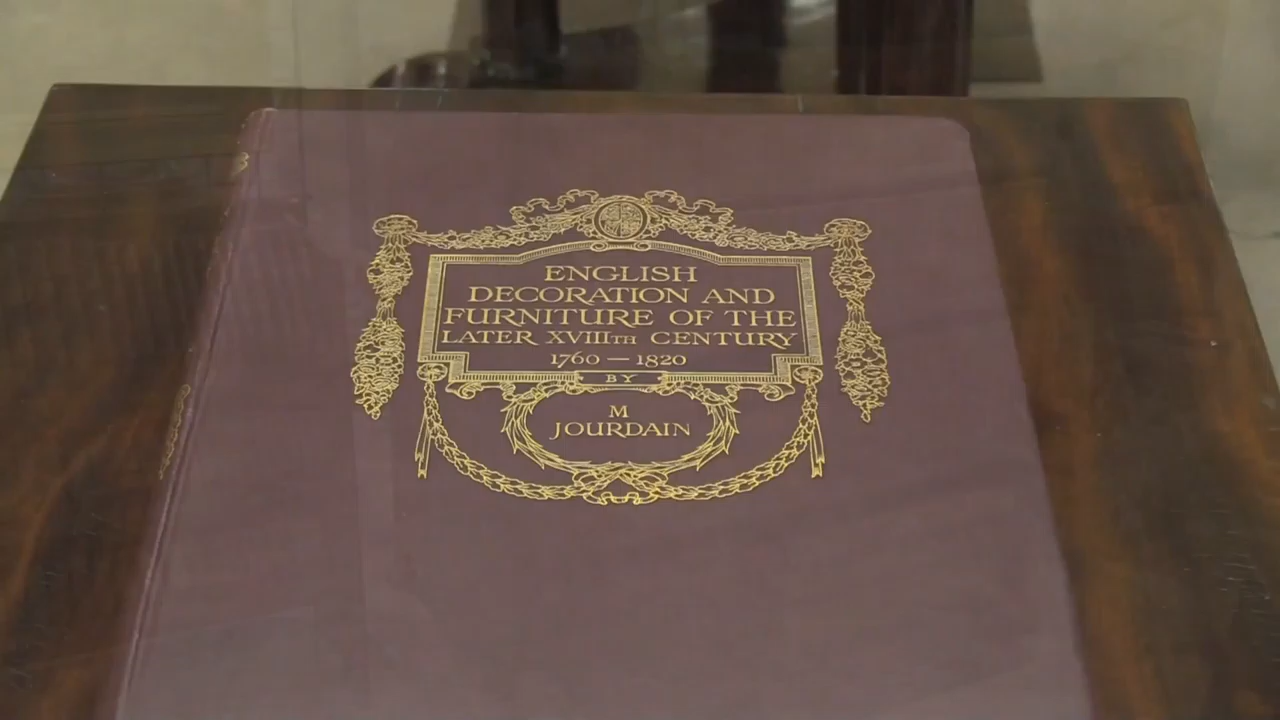 ENGLISH
DECORATION AND
FURNITURE OF THE
LATER XVIIITH CENTURY
1760 — 1820
BY
M
JOURDAIN